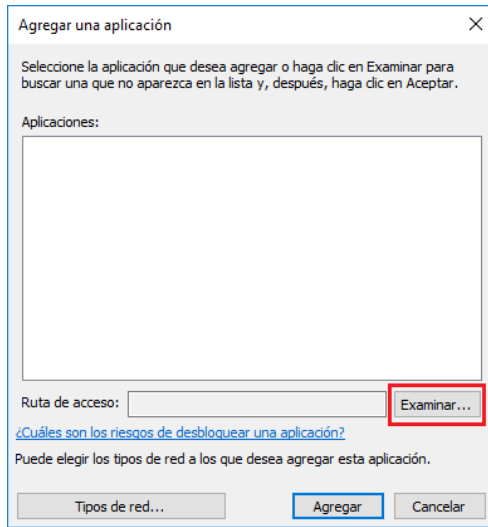 Agregar una aplicación
Seleccione la aplicación que desea agregar o haga clic en Examinar para
buscar una que no aparezca en la lista y, después, haga clic en Aceptar.
Aplicaciones:
Ruta de acceso:
Examinar...
¿Cuáles son los riesgos de desbloquear una aplicación?
Puede elegir los tipos de red a los que desea agregar esta aplicación.
Tipos de red...
Agregar
Cancelar